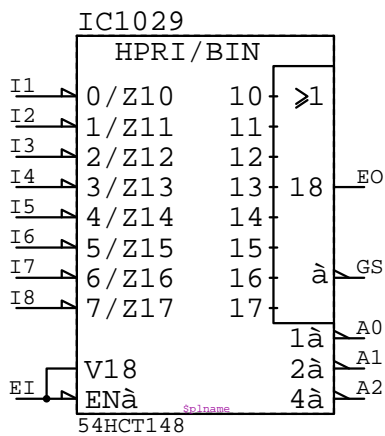 IC1029
HPRI/BIN
I1 0/Z10 10 ⩾1
I2 1/Z11 11
I3 2/Z12 12
I4 3/Z13 13 18 EO
I5 4/Z14 14
I6 5/Z15 15
I7 6/Z16 16 à GS
I8 7/Z17 17
1à A0
V18 2à A1
EI ENà 4à A2
$plname
54HCT148